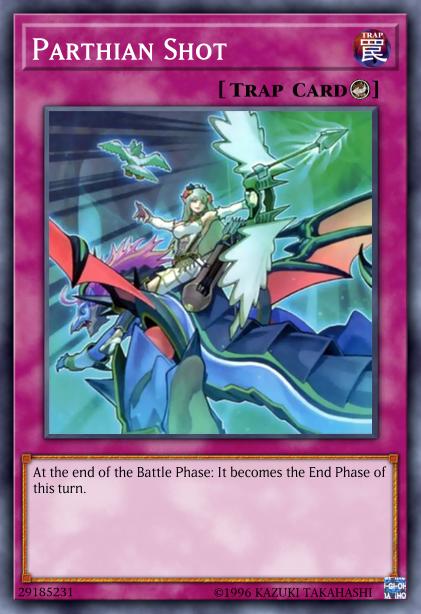 Parthian Shot
TRAP
罠
[Trap Card]
At the end of the Battle Phase: It becomes the End Phase of
this turn.
29185231
©1996 KAZUKI TAKAHASHI